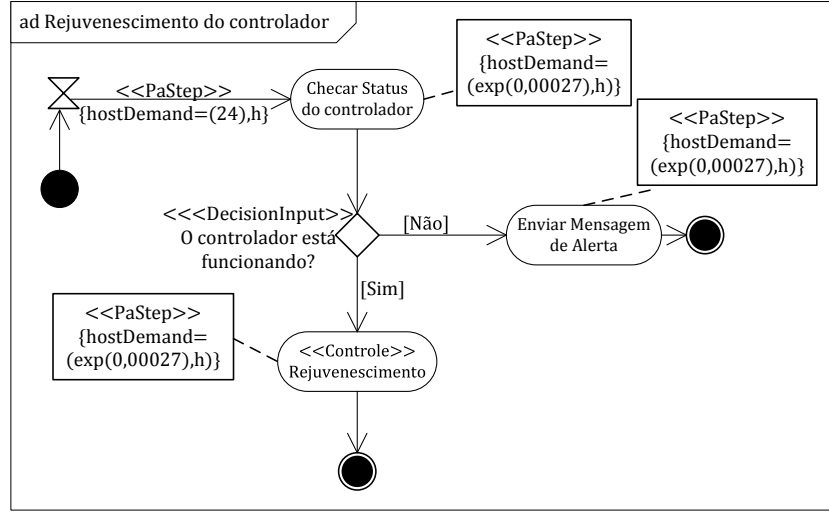 ad Rejuvenescimento do controlador
<<PaStep>>
{hostDemand=(24),h}
Checar Status
do controlador
<<PaStep>>
{hostDemand=
(exp(0,00027),h)}
<<PaStep>>
{hostDemand=
(exp(0,00027),h)}
<<<DecisionInput>>
O controlador está
funcionando?
[Não]
Enviar Mensagem
de Alerta
[Sim]
<<PaStep>>
{hostDemand=
(exp(0,00027),h)}
<<Controle>>
Rejuvenescimento